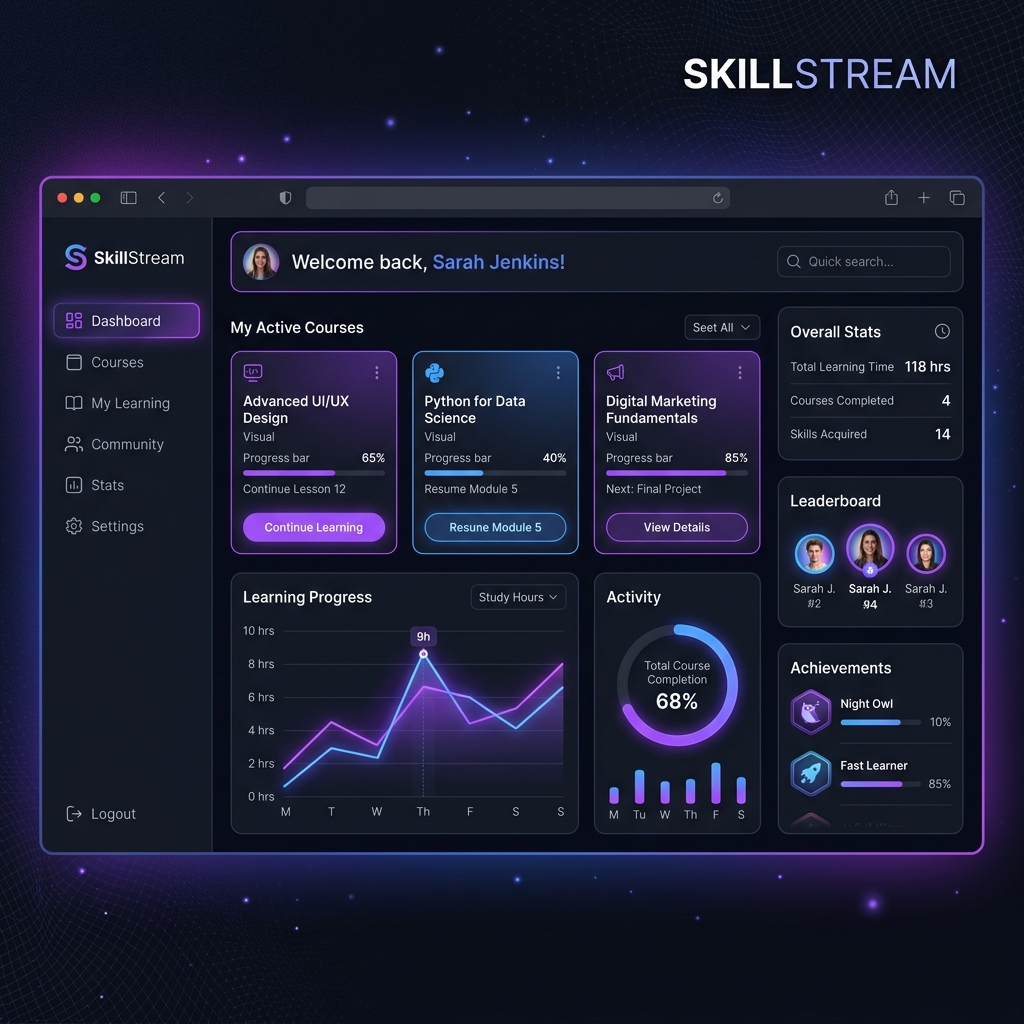 SKILLSTREAM
SkillStream
Dashboard
Courses
My Learning
Community
Stats
Settings
Logout
Welcome back, Sarah Jenkins!
Quick search...
My Active Courses
Seet All
Advanced UI/UX
Design
Visual
Progress bar 65%
Continue Lesson 12
Continue Learning
Python for Data
Science
Visual
Progress bar 40%
Resume Module 5
Resune Module 5
Digital Marketing
Fundamentals
Visual
Progress bar 85%
Next: Final Project
View Details
Learning Progress
Study Hours
10 hrs
8 hrs
6 hrs
4 hrs
2 hrs
0 hrs
9h
M T W Th F S S
Activity
Total Course
Completion
68%
M Tu W Th F S
Overall Stats
Total Learning Time 118 hrs
Courses Completed 4
Skills Acquired 14
Leaderboard
Sarah J. Sarah J. Sarah J.
#2 #3
Achievements
Night Owl
10%
Fast Learner
85%